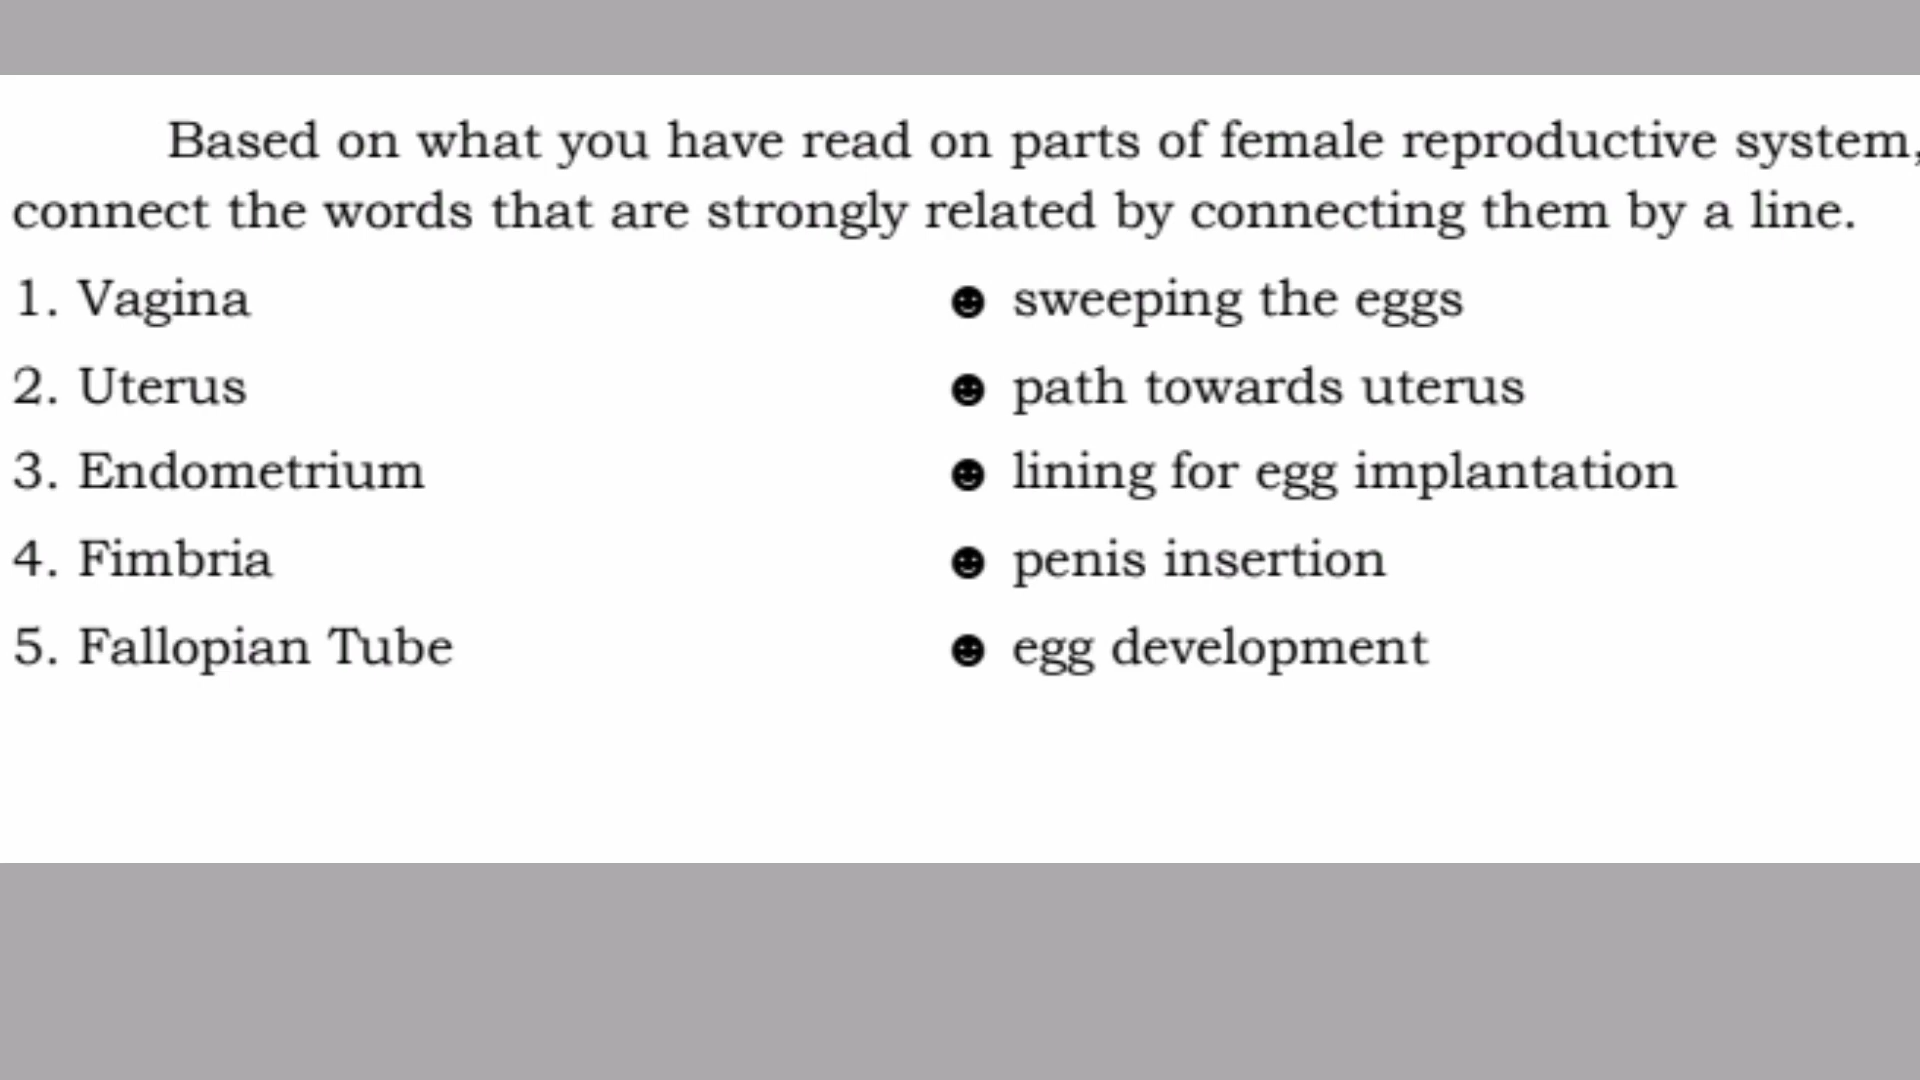 Based on what you have read on parts of female reproductive system,
connect the words that are strongly related by connecting them by a line.
1. Vagina ☻ sweeping the eggs
2. Uterus ☻ path towards uterus
3. Endometrium ☻ lining for egg implantation
4. Fimbria ☻ penis insertion
5. Fallopian Tube ☻ egg development